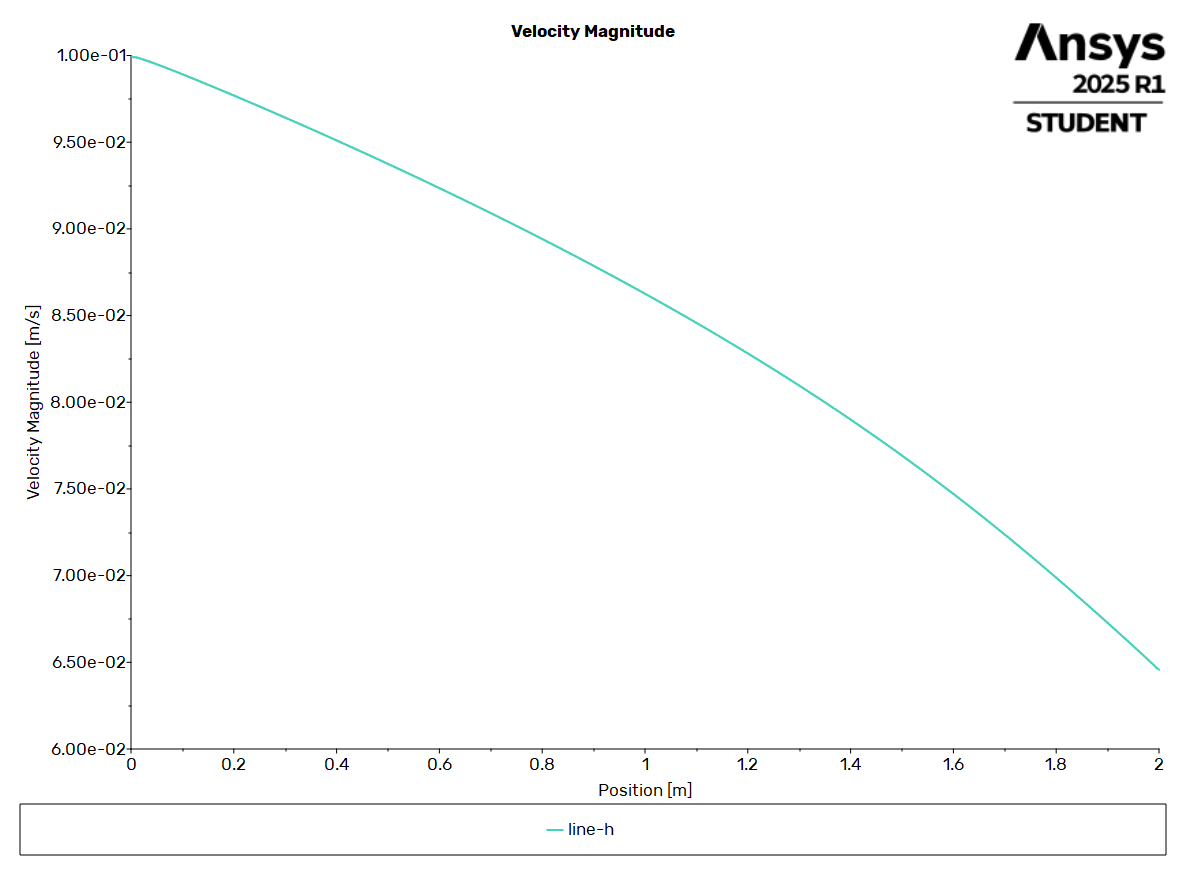 Velocity Magnitude
Ansys
2025 R1
STUDENT
1.00e-01
9.50e-02
9.00e-02
8.50e-02
8.00e-02
7.50e-02
7.00e-02
6.50e-02
6.00e-02
Velocity Magnitude [m/s]
0 0.2 0.4 0.6 0.8 1 1.2 1.4 1.6 1.8 2
Position [m]
line-h